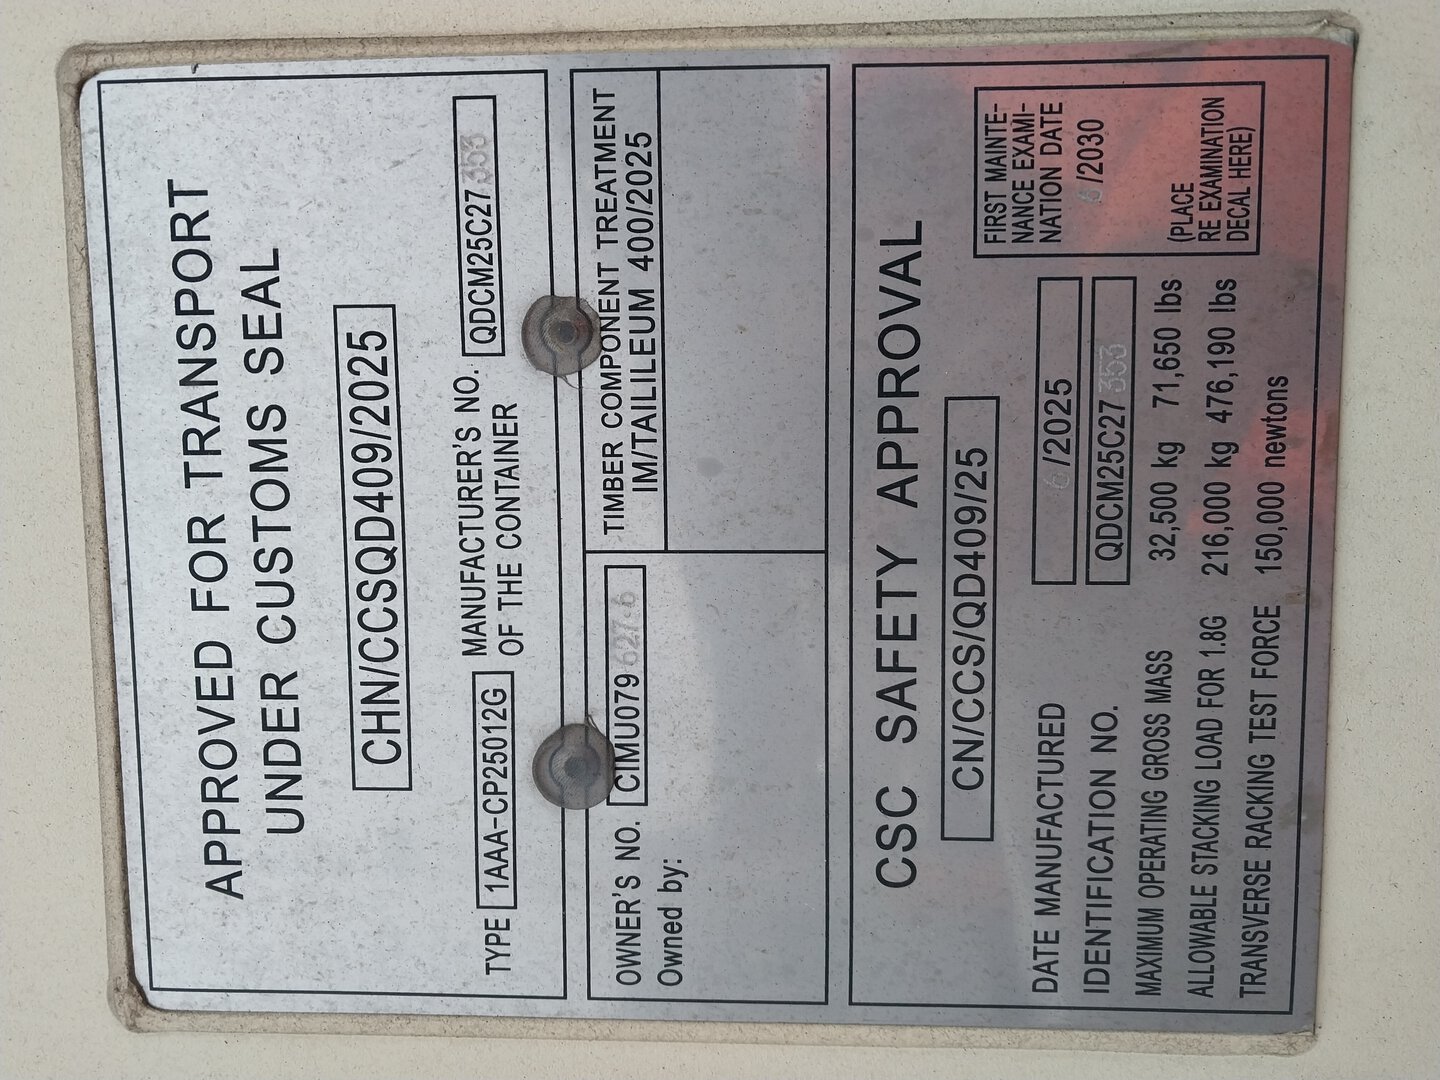 APPROVED FOR TRANSPORT
UNDER CUSTOMS SEAL
CHN/CCSQD409/2025
TYPE 1AAA-CP25012G MANUFACTURER'S NO. QDCM25C27 353
OF THE CONTAINER
OWNER'S NO. CIMU079
Owned by:
TIMBER COMPONENT TREATMENT
IM/TAILILEUM 400/2025
CSC SAFETY APPROVAL
CN/CCS/QD409/25
DATE MANUFACTURED 6 /2025
IDENTIFICATION NO. QDCM25C27 353
MAXIMUM OPERATING GROSS MASS 32,500 kg 71,650 lbs
ALLOWABLE STACKING LOAD FOR 1.8G 216,000 kg 476,190 lbs
TRANSVERSE RACKING TEST FORCE 150,000 newtons
FIRST MAINTE-
NANCE EXAMI-
NATION DATE
/2030
(PLACE
RE EXAMINATION
DECAL HERE)